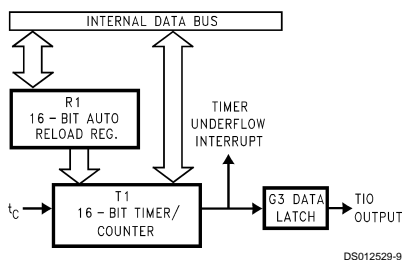 INTERNAL DATA BUS
R1
16-BIT AUTO
RELOAD REG.
TIMER
UNDERFLOW
INTERRUPT
tC
T1
16-BIT TIMER/
COUNTER
G3 DATA
LATCH
TIO
OUTPUT
DS012529-9